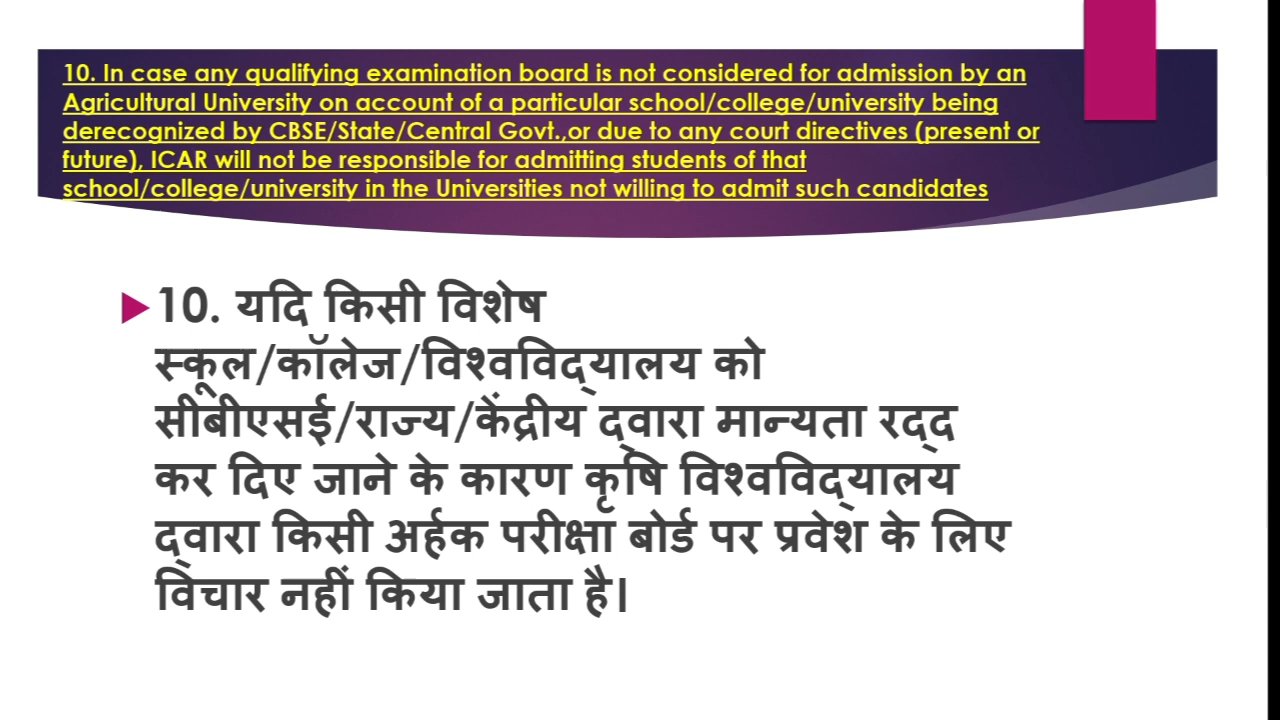 10. In case any qualifying examination board is not considered for admission by an
Agricultural University on account of a particular school/college/university being
derecognized by CBSE/State/Central Govt.,or due to any court directives (present or
future), ICAR will not be responsible for admitting students of that
school/college/university in the Universities not willing to admit such candidates
10. यदि किसी विशेष
स्कूल/कॉलेज/विश्वविद्यालय को
सीबीएसई/राज्य/केंद्रीय द्वारा मान्यता रद्द
कर दिए जाने के कारण कृषि विश्वविद्यालय
द्वारा किसी अर्हक परीक्षा बोर्ड पर प्रवेश के लिए
विचार नहीं किया जाता है।